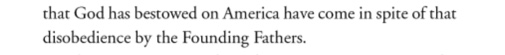 that God has bestowed on America have come in spite of that
disobedience by the Founding Fathers.